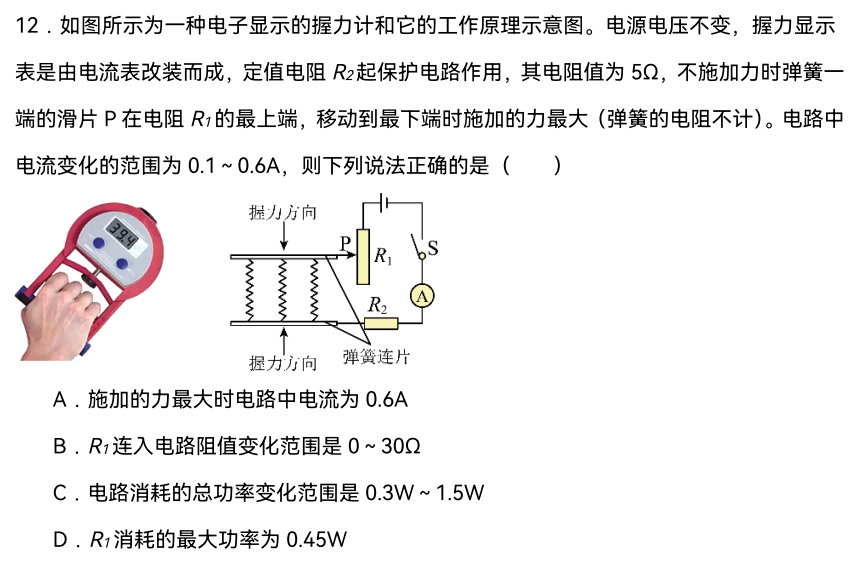 12．如图所示为一种电子显示的握力计和它的工作原理示意图。电源电压不变，握力显示
表是由电流表改装而成，定值电阻 R2起保护电路作用，其电阻值为 5Ω，不施加力时弹簧一
端的滑片 P 在电阻 R1的最上端，移动到最下端时施加的力最大（弹簧的电阻不计）。电路中
电流变化的范围为 0.1～0.6A，则下列说法正确的是（　　）
39.4
握力方向
P
R1
S
A
R2
握力方向
弹簧连片
A．施加的力最大时电路中电流为 0.6A
B．R1连入电路阻值变化范围是 0～30Ω
C．电路消耗的总功率变化范围是 0.3W～1.5W
D．R1消耗的最大功率为 0.45W